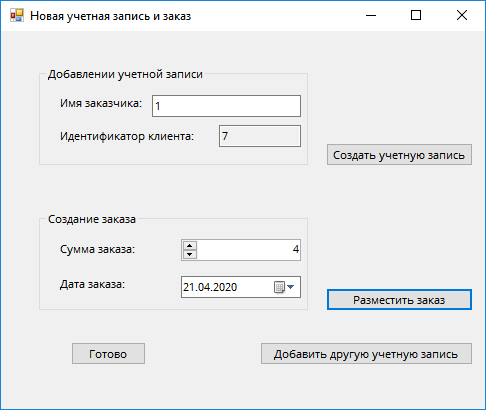 Новая учетная запись и заказ
Добавлении учетной записи
Имя заказчика: 1
Идентификатор клиента: 7
Создать учетную запись
Создание заказа
Сумма заказа: 4
Дата заказа: 21.04.2020
Разместить заказ
Готово
Добавить другую учетную запись